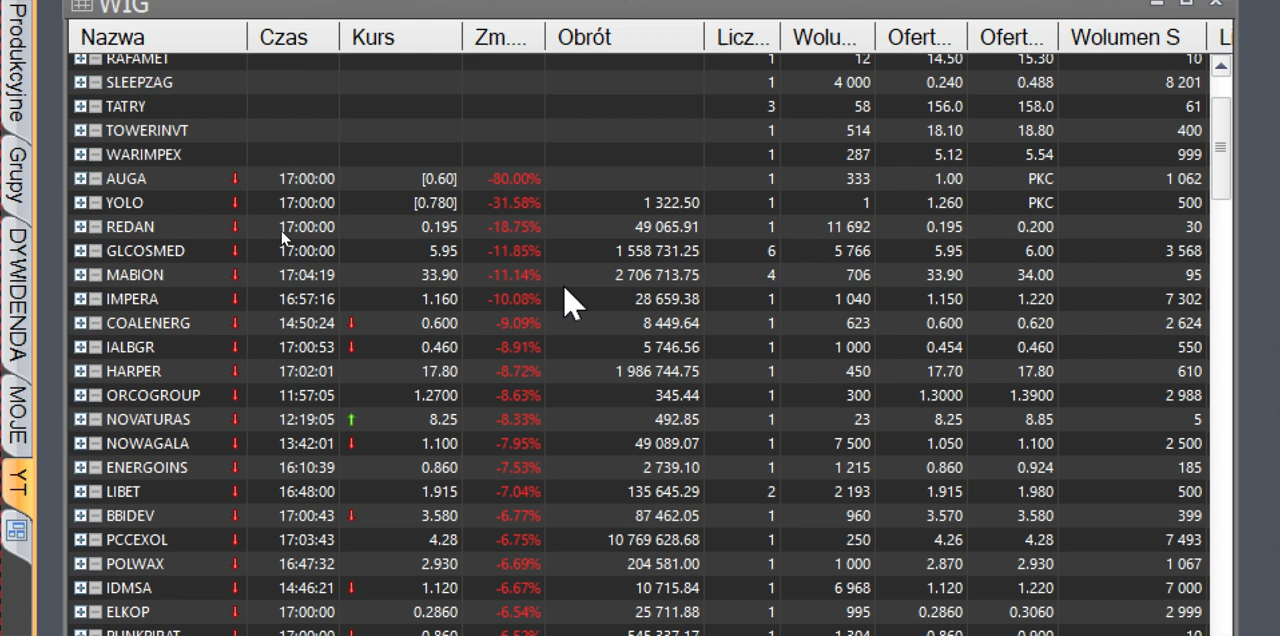 WIG
Produkcyjne
Grupy
DYWIDENDA
MOJE
YT
Nazwa Czas Kurs Zm.... Obrót Licz... Wolu... Ofert... Ofert... Wolumen S Li
RAFAMET 1 12 14.50 15.30 10
SLEEPZAG 1 4 000 0.240 0.488 8 201
TATRY 3 58 156.0 158.0 61
TOWERINVT 1 514 18.10 18.80 400
WARIMPEX 1 287 5.12 5.54 999
AUGA 17:00:00 [0.60] -80.00% 1 333 1.00 PKC 1 062
YOLO 17:00:00 [0.780] -31.58% 1 322.50 1 1 1.260 PKC 500
REDAN 17:00:00 0.195 -18.75% 49 065.91 1 11 692 0.195 0.200 30
GLCOSMED 17:00:00 5.95 -11.85% 1 558 731.25 6 5 766 5.95 6.00 3 568
MABION 17:04:19 33.90 -11.14% 2 706 713.75 4 706 33.90 34.00 95
IMPERA 16:57:16 1.160 -10.08% 28 659.38 1 1 040 1.150 1.220 7 302
COALENERG 14:50:24 0.600 -9.09% 8 449.64 1 623 0.600 0.620 2 624
IALBGR 17:00:53 0.460 -8.91% 5 746.56 1 1 000 0.454 0.460 550
HARPER 17:02:01 17.80 -8.72% 1 986 744.75 1 450 17.70 17.80 610
ORCOGROUP 11:57:05 1.2700 -8.63% 345.44 1 300 1.3000 1.3900 2 988
NOVATURAS 12:19:05 8.25 -8.33% 492.85 1 23 8.25 8.85 5
NOWAGALA 13:42:01 1.100 -7.95% 49 089.07 1 7 500 1.050 1.100 2 500
ENERGOINS 16:10:39 0.860 -7.53% 2 739.10 1 1 215 0.860 0.924 185
LIBET 16:48:00 1.915 -7.04% 135 645.29 2 2 193 1.915 1.980 500
BBIDEV 17:00:43 3.580 -6.77% 87 462.05 1 960 3.570 3.580 399
PCCEXOL 17:03:43 4.28 -6.75% 10 769 628.68 1 250 4.26 4.28 7 493
POLWAX 16:47:32 2.930 -6.69% 204 581.00 1 1 000 2.870 2.930 1 067
IDMSA 14:46:21 1.120 -6.67% 10 715.84 1 6 968 1.120 1.220 7 000
ELKOP 17:00:00 0.2860 -6.54% 25 711.88 1 995 0.2860 0.3060 2 999